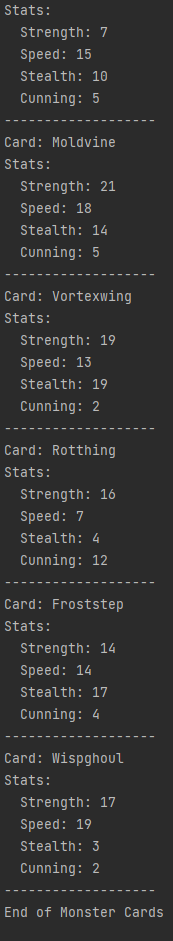 Stats:
  Strength: 7
  Speed: 15
  Stealth: 10
  Cunning: 5
-------------------
Card: Moldvine
Stats:
  Strength: 21
  Speed: 18
  Stealth: 14
  Cunning: 5
-------------------
Card: Vortexwing
Stats:
  Strength: 19
  Speed: 13
  Stealth: 19
  Cunning: 2
-------------------
Card: Rotthing
Stats:
  Strength: 16
  Speed: 7
  Stealth: 4
  Cunning: 12
-------------------
Card: Froststep
Stats:
  Strength: 14
  Speed: 14
  Stealth: 17
  Cunning: 4
-------------------
Card: Wispghoul
Stats:
  Strength: 17
  Speed: 19
  Stealth: 3
  Cunning: 2
-------------------
End of Monster Cards